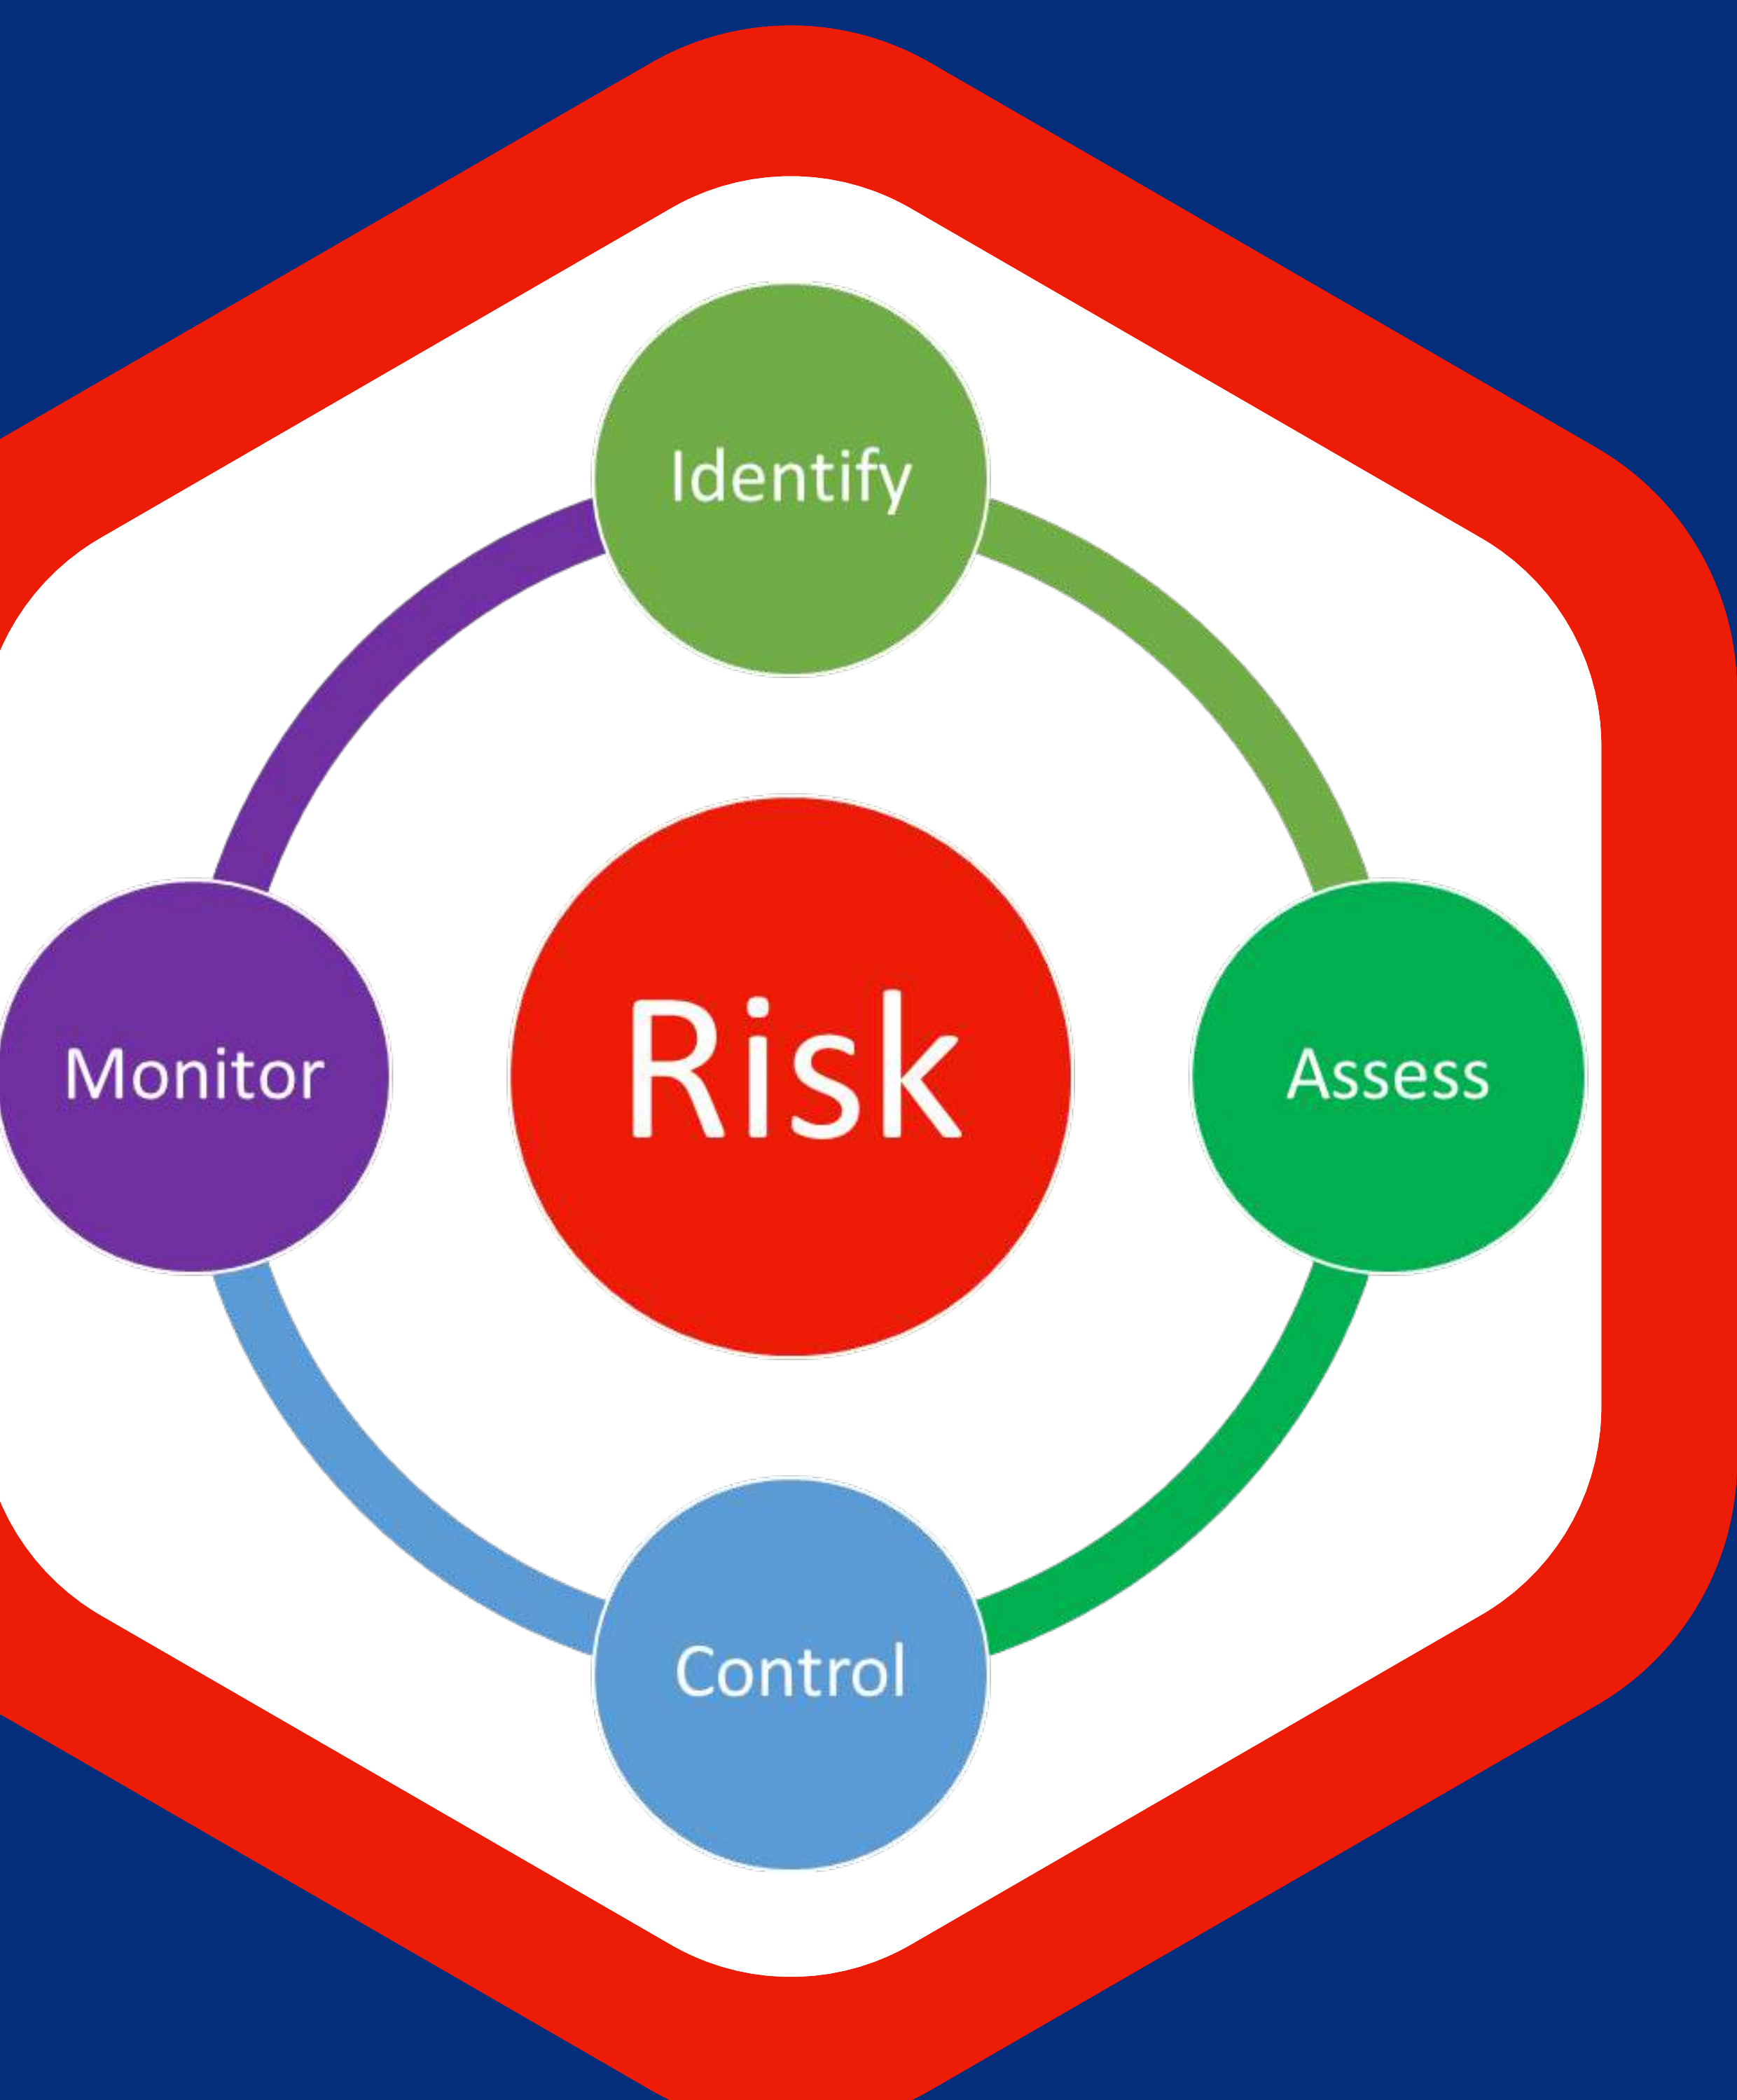 Identify
Monitor
Risk
Assess
Control